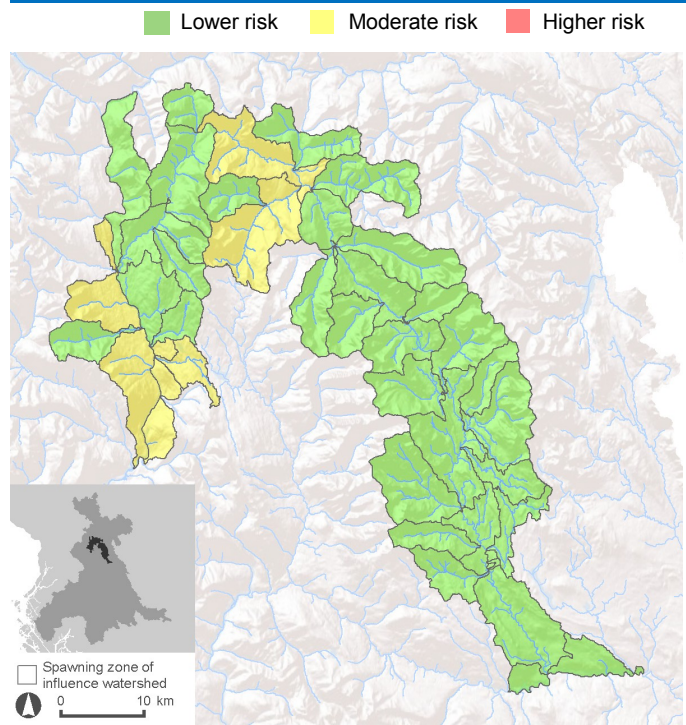 Lower risk Moderate risk Higher risk
Spawning zone of
influence watershed
0 10 km